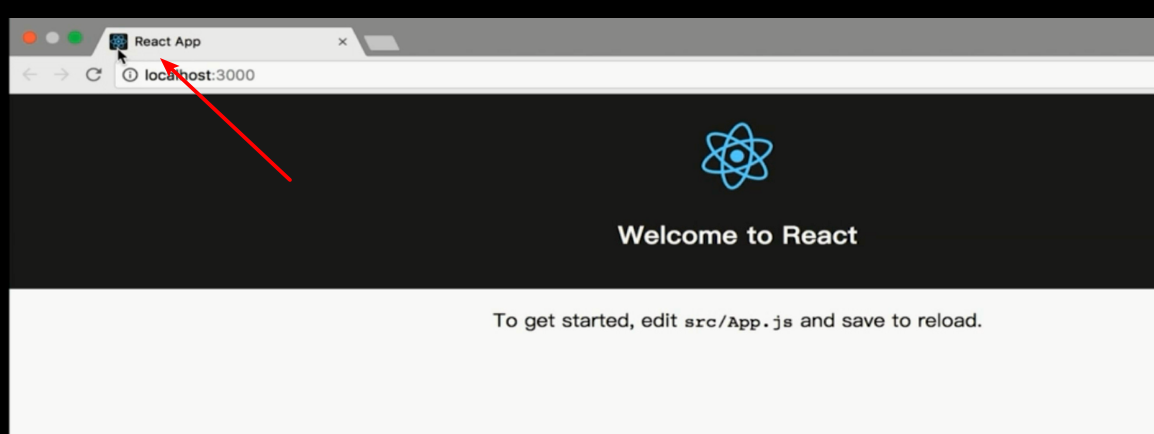 React App
localhost:3000
Welcome to React
To get started, edit src/App.js and save to reload.